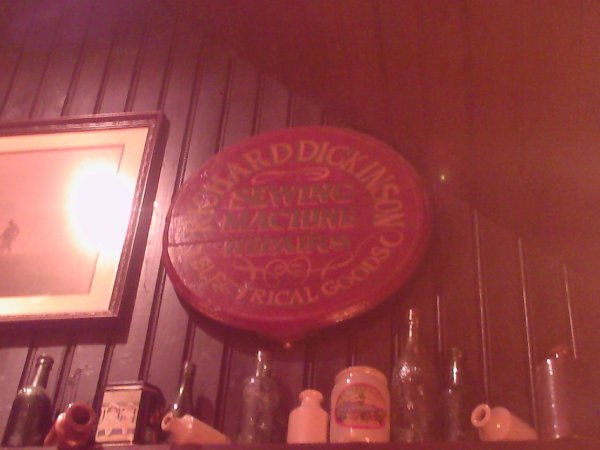 RICHARD DICKINSON
SEWING
MACHINE
REPAIRS
ELECTRICAL GOODS